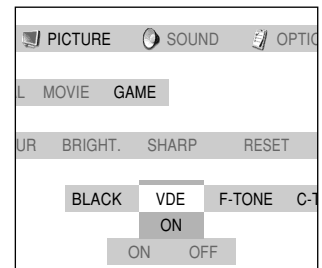 PICTURE SOUND OPTIC
L MOVIE GAME
UR BRIGHT. SHARP RESET
BLACK VDE F-TONE C-T
ON
ON OFF